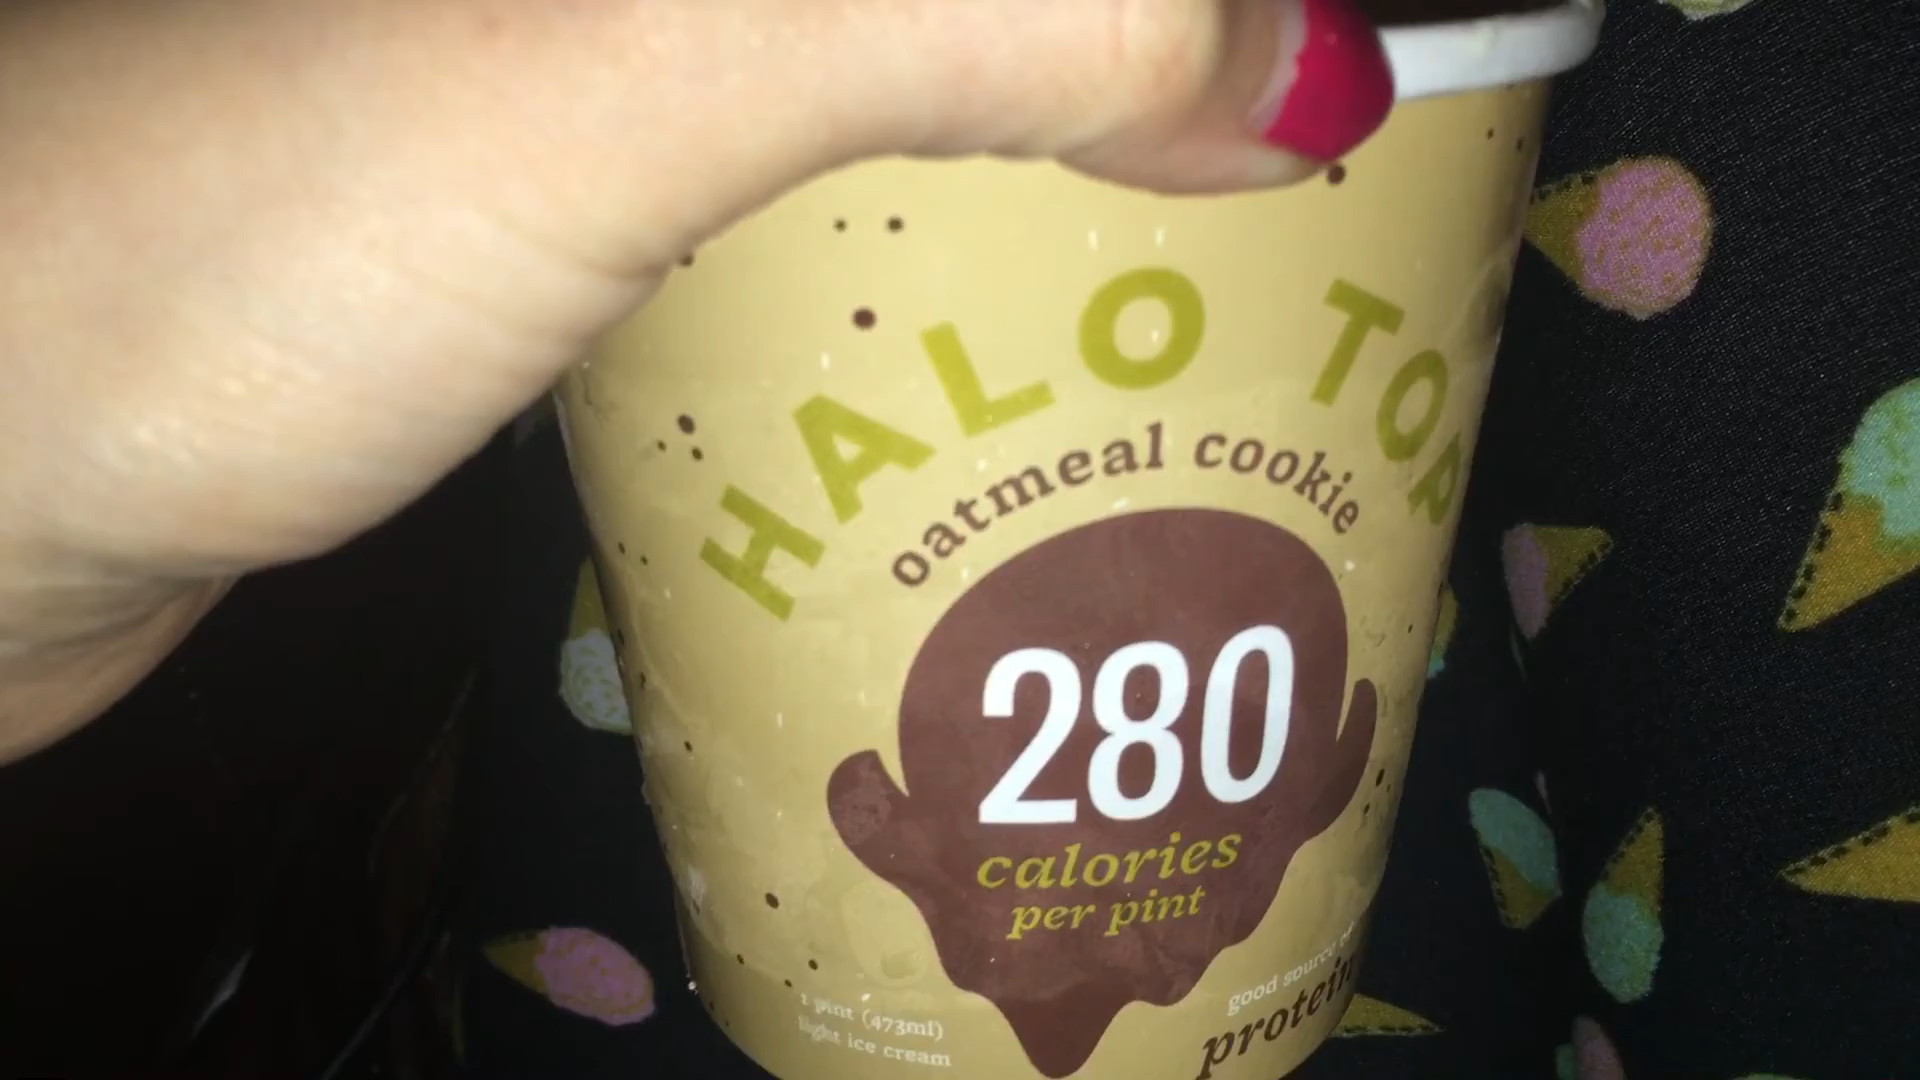 HALO TOP
oatmeal cookie
280
calories
per pint
1 pint (473ml)
light ice cream
good source of
protein